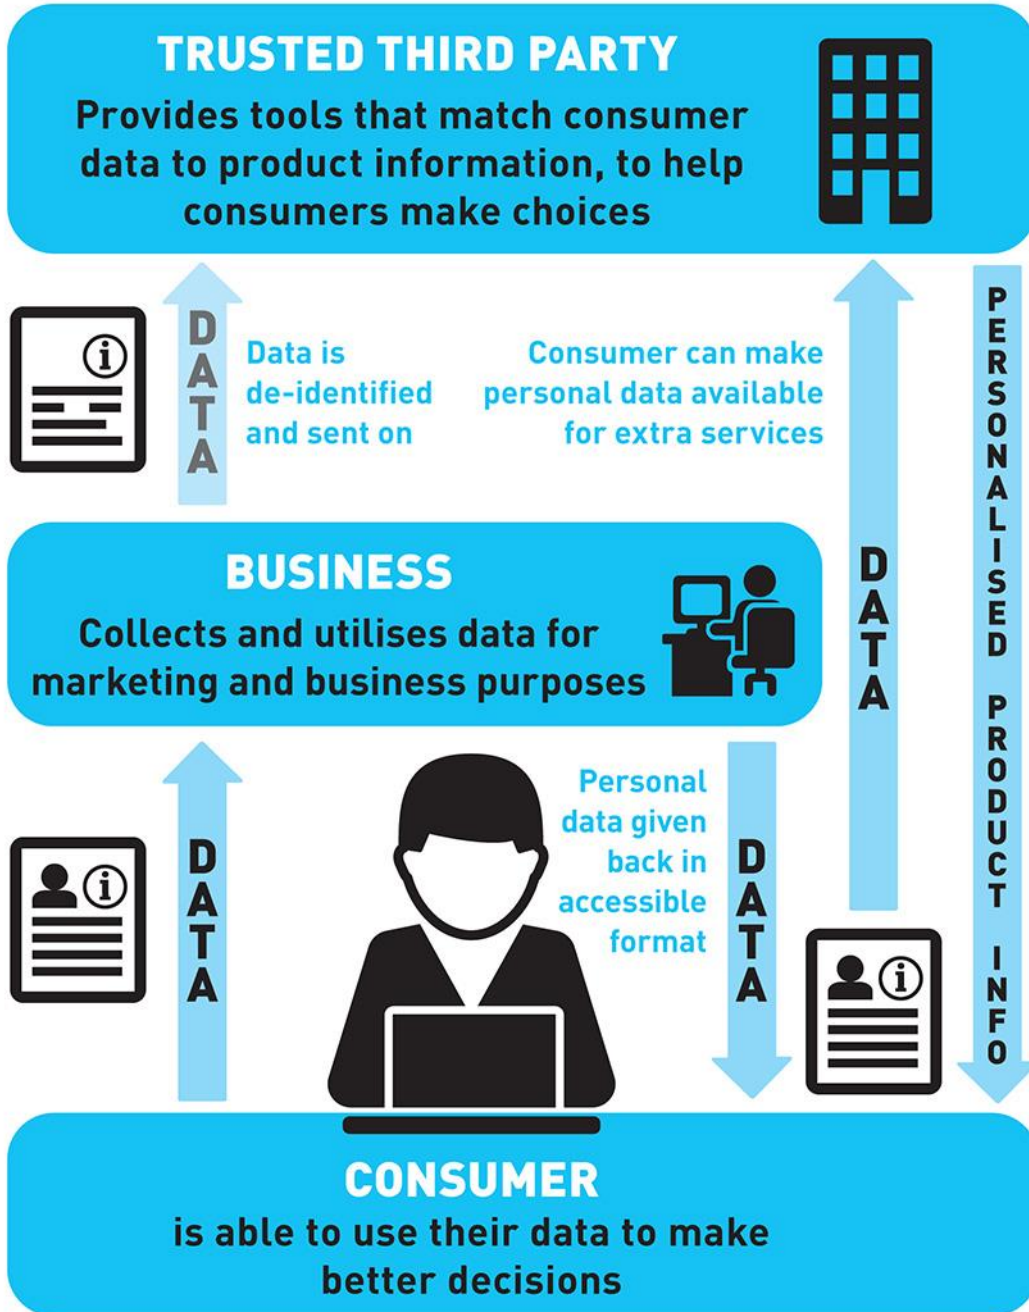 TRUSTED THIRD PARTY
Provides tools that match consumer
data to product information, to help
consumers make choices
DATA
Data is
de-identified
and sent on
Consumer can make
personal data available
for extra services
DATA
PERSONALISED PRODUCT INFO
BUSINESS
Collects and utilises data for
marketing and business purposes
DATA
Personal
data given
back in
accessible
format
DATA
CONSUMER
is able to use their data to make
better decisions